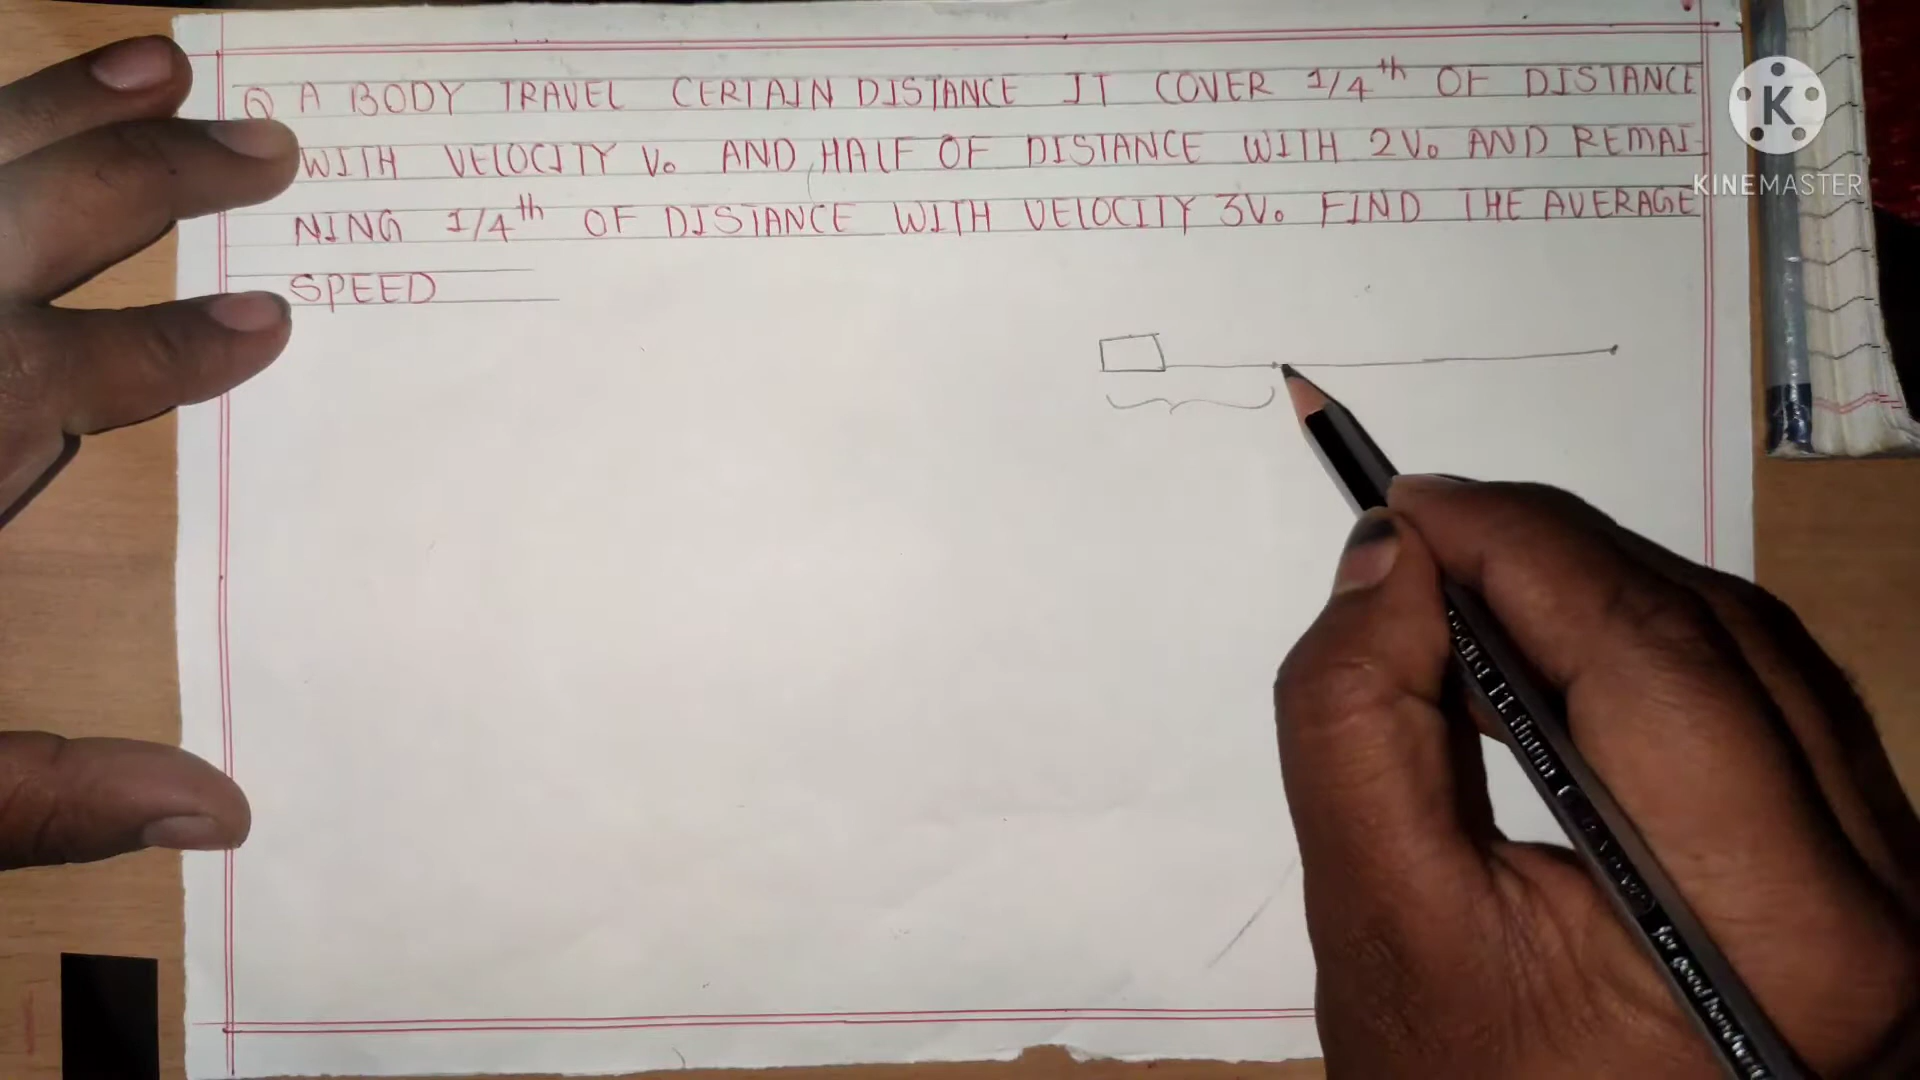 Q A BODY TRAVEL CERTAIN DISTANCE IT COVER 1/4th OF DISTANCE
WITH VELOCITY V₀ AND HALF OF DISTANCE WITH 2V₀ AND REMAI-
NING 1/4th OF DISTANCE WITH VELOCITY 3V₀ FIND THE AVERAGE
SPEED
K
KINEMASTER